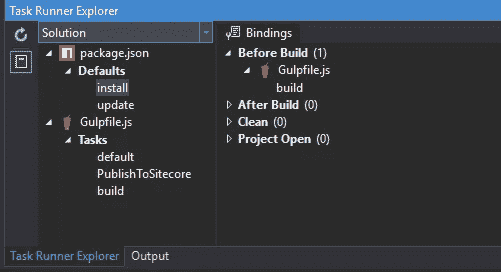 Task Runner Explorer
Solution
package.json
Defaults
install
update
Gulpfile.js
Tasks
default
PublishToSitecore
build
Bindings
Before Build (1)
Gulpfile.js
build
After Build (0)
Clean (0)
Project Open (0)
Task Runner Explorer
Output